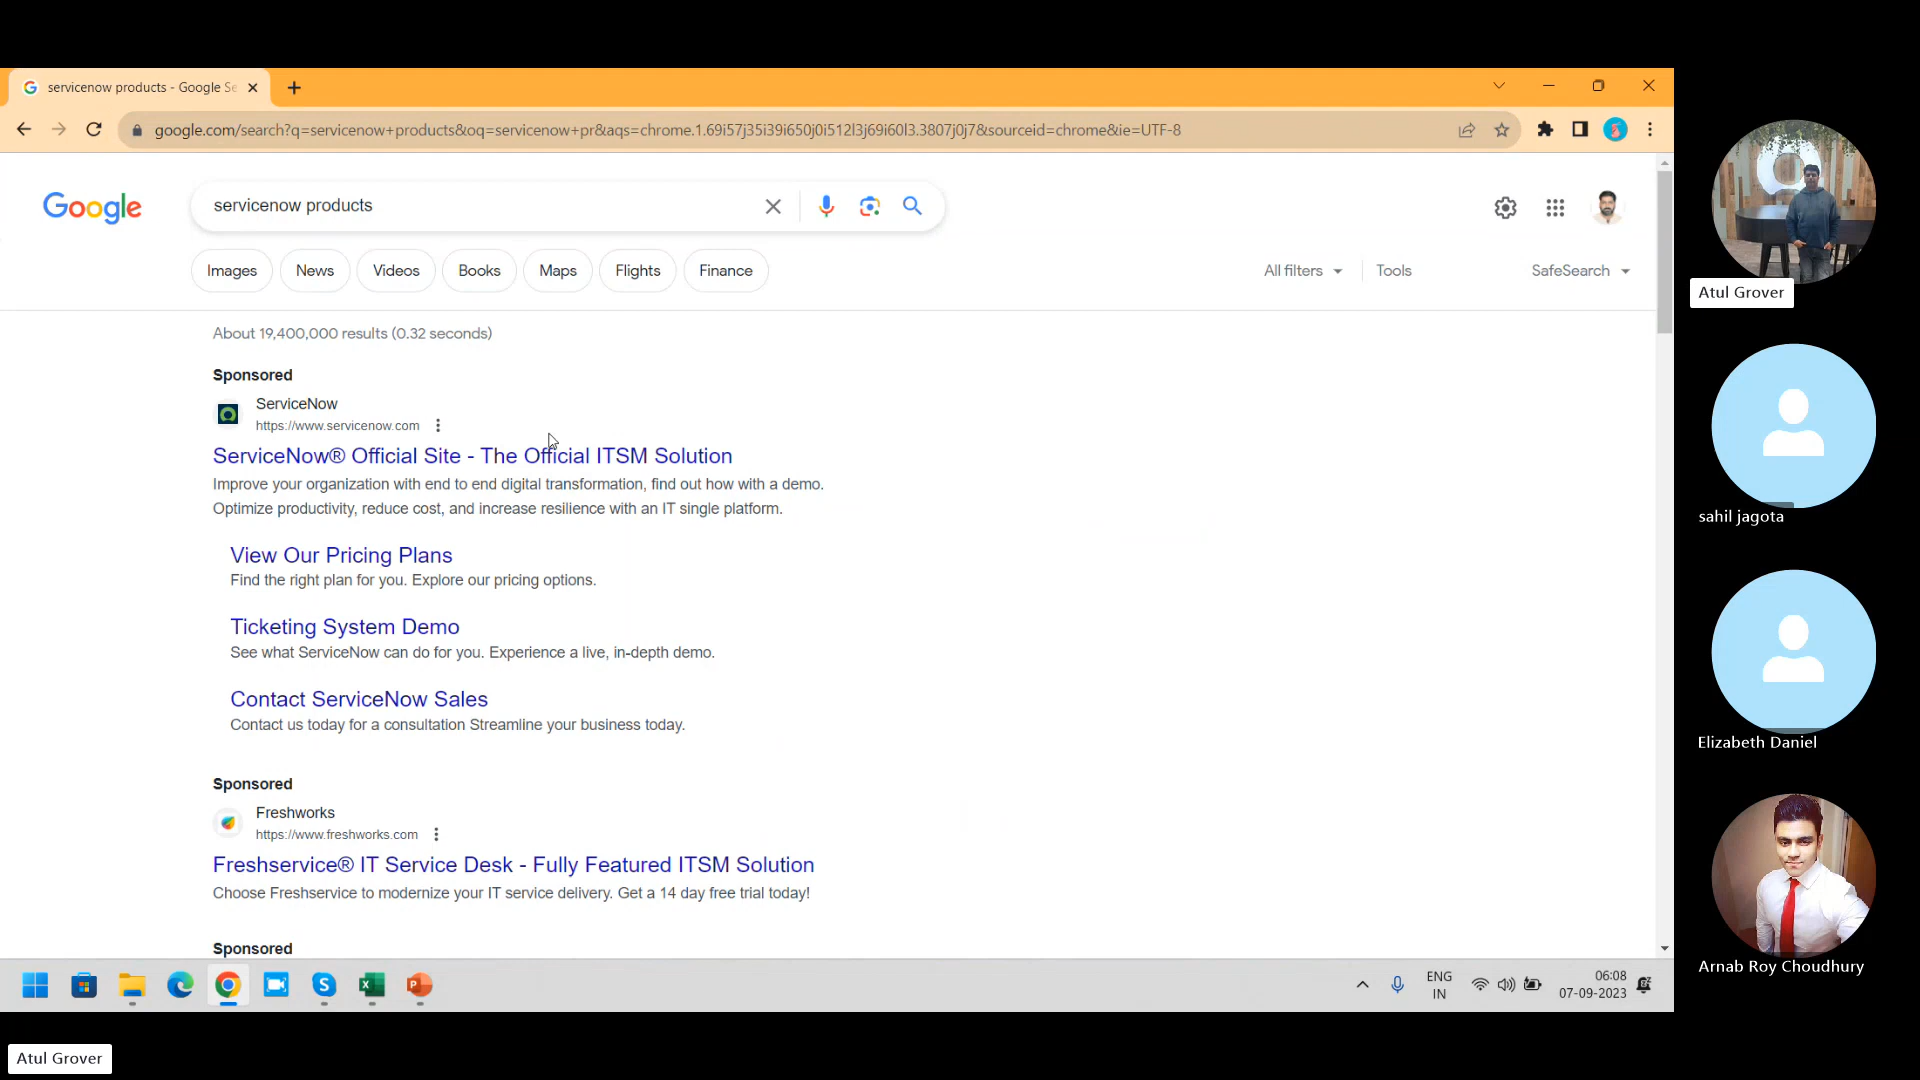 servicenow products - Google Se
google.com/search?q=servicenow+products&oq=servicenow+pr&aqs=chrome.1.69i57j35i39i650j0i512l3j69i60l3.3807j0j7&sourceid=chrome&ie=UTF-8
Google
servicenow products
Images
News
Videos
Books
Maps
Flights
Finance
All filters
Tools
SafeSearch
About 19,400,000 results (0.32 seconds)
Sponsored
ServiceNow
https://www.servicenow.com
ServiceNow® Official Site - The Official ITSM Solution
Improve your organization with end to end digital transformation, find out how with a demo.
Optimize productivity, reduce cost, and increase resilience with an IT single platform.
View Our Pricing Plans
Find the right plan for you. Explore our pricing options.
Ticketing System Demo
See what ServiceNow can do for you. Experience a live, in-depth demo.
Contact ServiceNow Sales
Contact us today for a consultation Streamline your business today.
Sponsored
Freshworks
https://www.freshworks.com
Freshservice® IT Service Desk - Fully Featured ITSM Solution
Choose Freshservice to modernize your IT service delivery. Get a 14 day free trial today!
Sponsored
ENG
IN
06:08
07-09-2023
Atul Grover
sahil jagota
Elizabeth Daniel
Arnab Roy Choudhury
Atul Grover